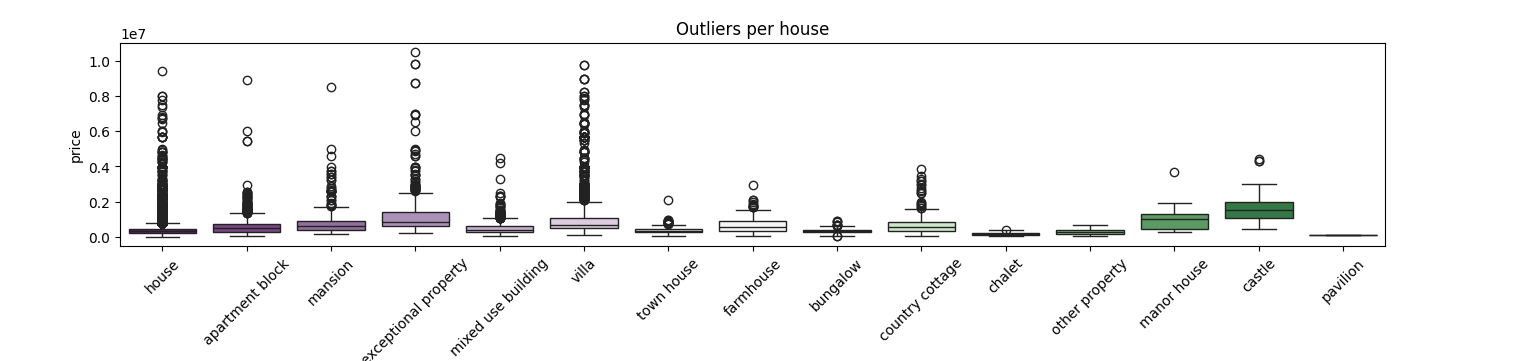 Outliers per house
1e7
1.0
0.8
0.6
0.4
0.2
0.0
price
house
apartment block
mansion
exceptional property
mixed use building
villa
town house
farmhouse
bungalow
country cottage
chalet
other property
manor house
castle
pavilion